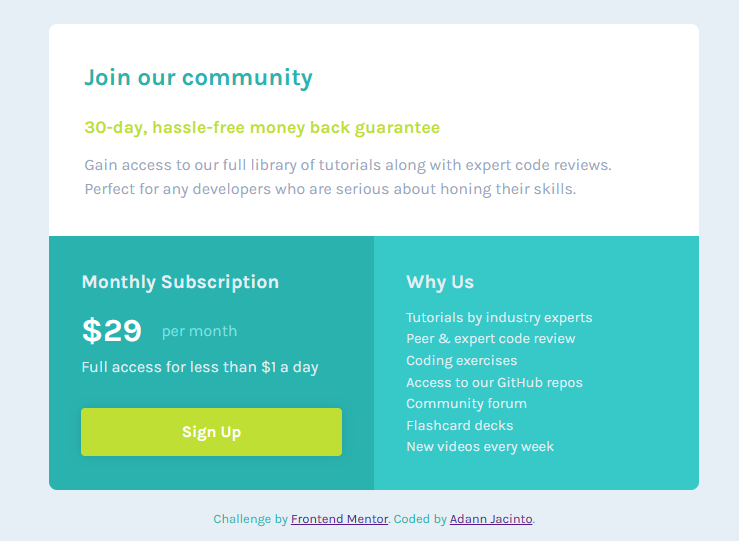 Join our community
30-day, hassle-free money back guarantee
Gain access to our full library of tutorials along with expert code reviews.
Perfect for any developers who are serious about honing their skills.
Monthly Subscription
$29 per month
Full access for less than $1 a day
Sign Up
Why Us
Tutorials by industry experts
Peer & expert code review
Coding exercises
Access to our GitHub repos
Community forum
Flashcard decks
New videos every week
Challenge by Frontend Mentor. Coded by Adann Jacinto.